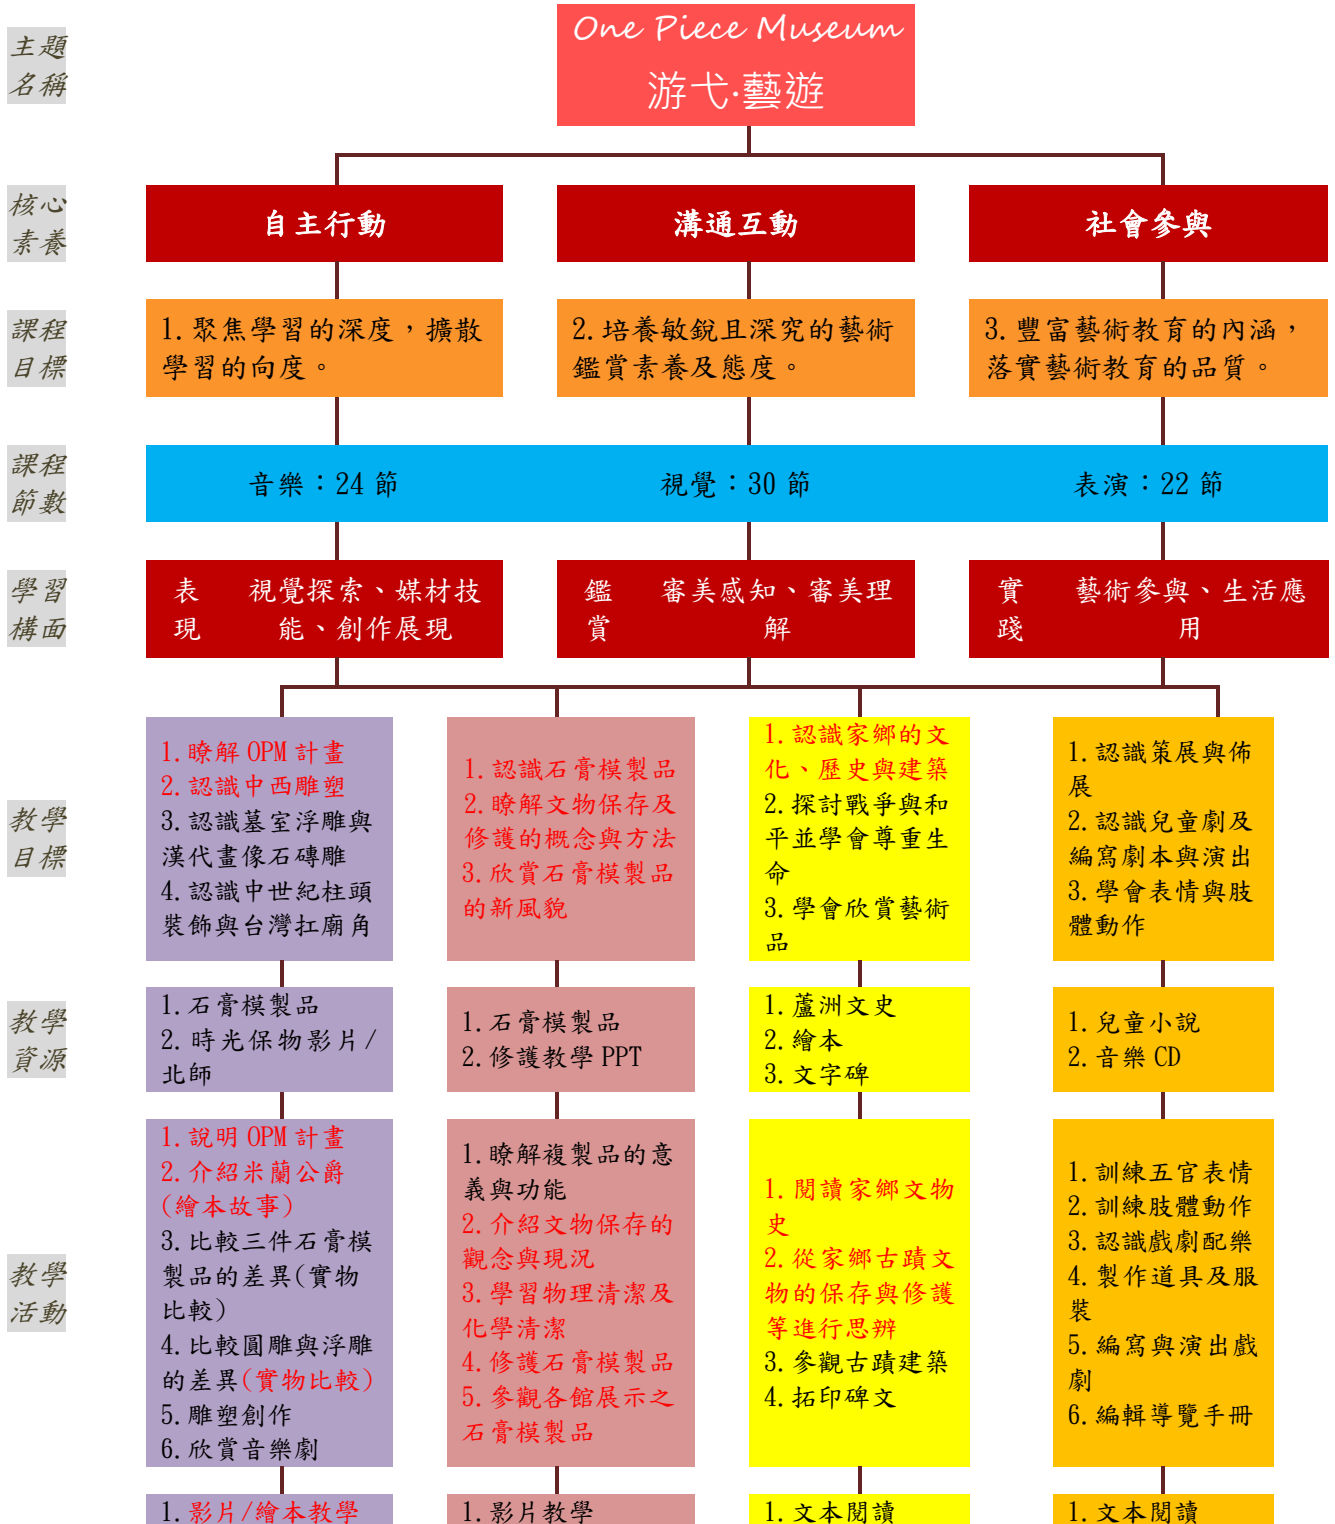 One Piece Museum
游弋·藝遊
主題
名稱
核心
素養
自主行動
溝通互動
社會參與
課程
目標
1.聚焦學習的深度，擴散
學習的向度。
2.培養敏銳且深究的藝術
鑑賞素養及態度。
3.豐富藝術教育的內涵，
落實藝術教育的品質。
課程
節數
音樂：24 節
視覺：30 節
表演：22 節
學習
構面
表
現
視覺探索、媒材技
能、創作展現
鑑
賞
審美感知、審美理
解
實
踐
藝術參與、生活應
用
教學
目標
1.瞭解 OPM 計畫
2.認識中西雕塑
3.認識墓室浮雕與
漢代畫像石磚雕
4.認識中世紀柱頭
裝飾與台灣扛廟角
1.認識石膏模製品
2.瞭解文物保存及
修護的概念與方法
3.欣賞石膏模製品
的新風貌
1.認識家鄉的文
化、歷史與建築
2.探討戰爭與和
平並學會尊重生
命
3.學會欣賞藝術
品
1.認識策展與佈
展
2.認識兒童劇及
編寫劇本與演出
3.學會表情與肢
體動作
教學
資源
1.石膏模製品
2.時光保物影片/
北師
1.石膏模製品
2.修護教學 PPT
1.蘆洲文史
2.繪本
3.文字碑
1.兒童小說
2.音樂 CD
教學
活動
1.說明 OPM 計畫
2.介紹米蘭公爵
(繪本故事)
3.比較三件石膏模
製品的差異(實物
比較)
4.比較圓雕與浮雕
的差異(實物比較)
5.雕塑創作
6.欣賞音樂劇
1.瞭解複製品的意
義與功能
2.介紹文物保存的
觀念與現況
3.學習物理清潔及
化學清潔
4.修護石膏模製品
5.參觀各館展示之
石膏模製品
1.閱讀家鄉文物
史
2.從家鄉古蹟文
物的保存與修護
等進行思辨
3.參觀古蹟建築
4.拓印碑文
1.訓練五官表情
2.訓練肢體動作
3.認識戲劇配樂
4.製作道具及服
裝
5.編寫與演出戲
劇
6.編輯導覽手冊
1.影片/繪本教學
1.影片教學
1.文本閱讀
1.文本閱讀